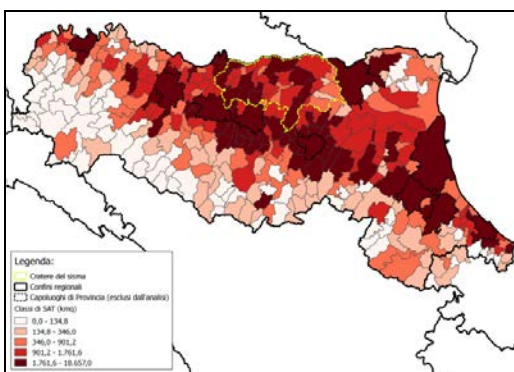 Legenda:
Cratere del sisma
Confini regionali
Capoluoghi di Provincia (esclusi dall'analisi)
Classi di SAT (kmq)
0,0 - 134,8
134,8 - 346,0
346,0 - 901,2
901,2 - 1.761,6
1.761,6 - 18.657,0